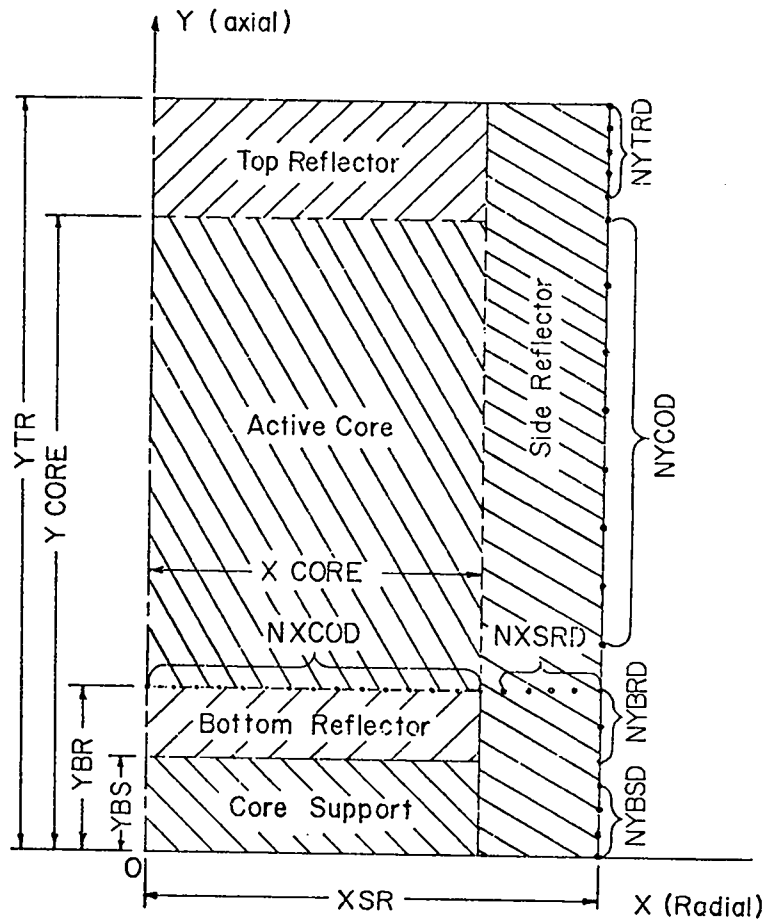 Y (axial)
Top Reflector
NYTRD
Side Reflector
Active Core
NYCOD
YTR
Y CORE
X CORE
NXCOD
NXSRD
Bottom Reflector
NYBRD
YBR
YBS
Core Support
NYBSD
O
XSR
X (Radial)